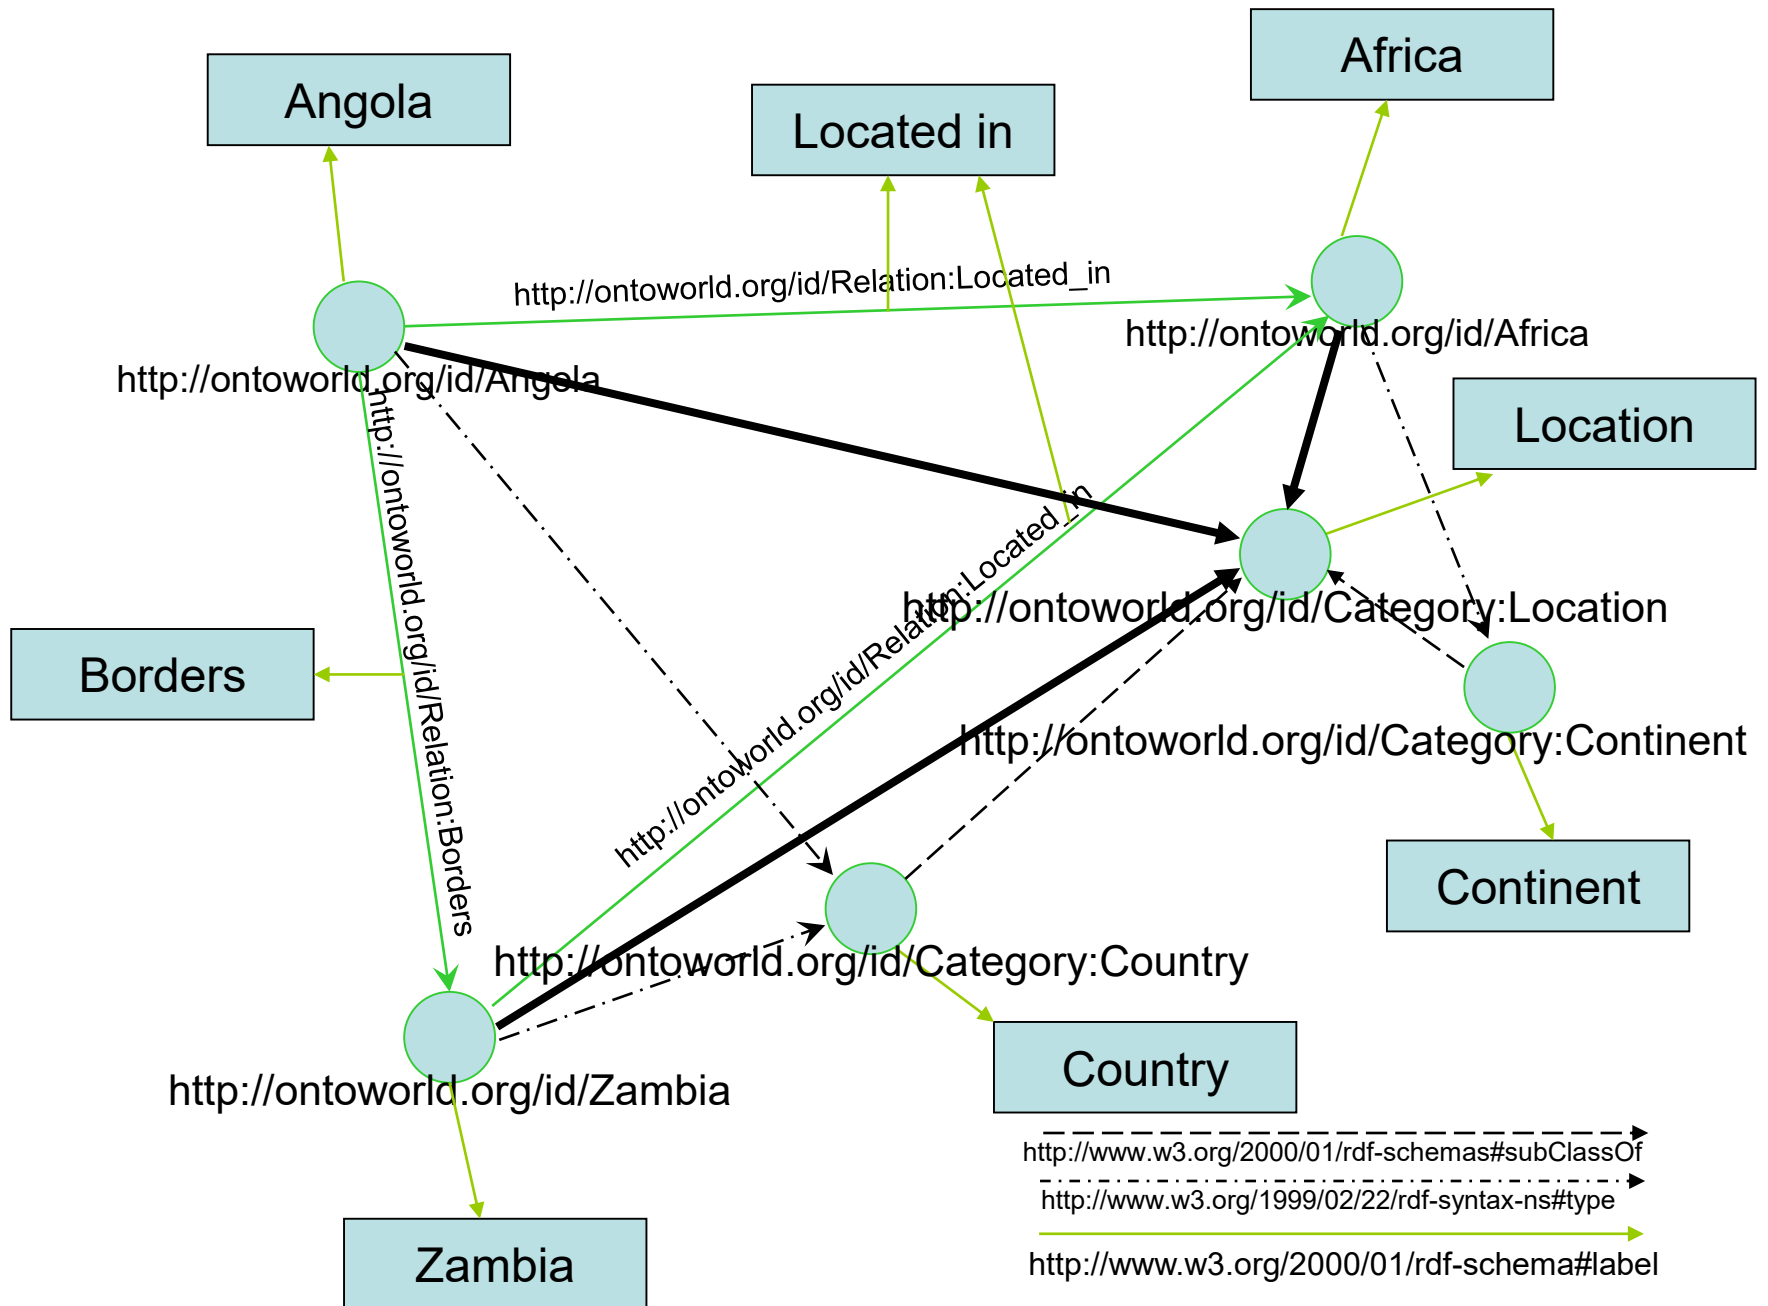 Africa
Angola
Located in
http://ontoworld.org/id/Relation:Located_in
http://ontoworld.org/id/Africa
http://ontoworld.org/id/Angola
Location
http://ontoworld.org/id/Relation:Borders
http://ontoworld.org/id/Relation:Located_in
http://ontoworld.org/id/Category:Location
Borders
http://ontoworld.org/id/Category:Continent
Continent
http://ontoworld.org/id/Category:Country
Country
http://ontoworld.org/id/Zambia
http://www.w3.org/2000/01/rdf-schemas#subClassOf
http://www.w3.org/1999/02/22/rdf-syntax-ns#type
http://www.w3.org/2000/01/rdf-schema#label
Zambia